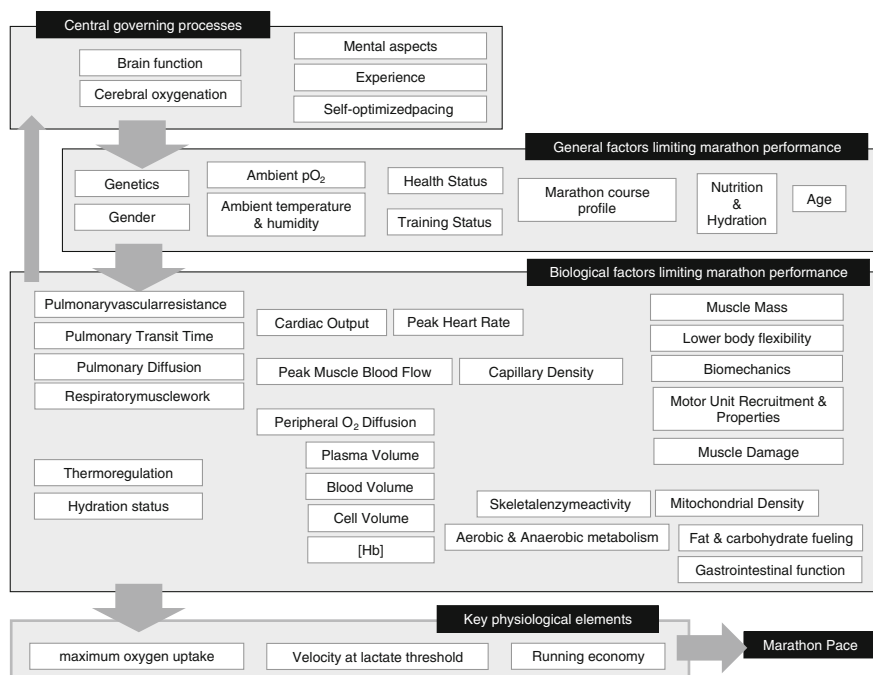 Central governing processes
Brain function
Cerebral oxygenation
Mental aspects
Experience
Self-optimizedpacing
General factors limiting marathon performance
Genetics
Gender
Ambient pO₂
Ambient temperature
& humidity
Health Status
Training Status
Marathon course
profile
Nutrition
&
Hydration
Age
Biological factors limiting marathon performance
Pulmonaryvascularresistance
Pulmonary Transit Time
Pulmonary Diffusion
Respiratorymusclework
Cardiac Output
Peak Heart Rate
Peak Muscle Blood Flow
Capillary Density
Muscle Mass
Lower body flexibility
Biomechanics
Motor Unit Recruitment &
Properties
Muscle Damage
Peripheral O₂ Diffusion
Plasma Volume
Blood Volume
Cell Volume
[Hb]
Thermoregulation
Hydration status
Skeletalenzymeactivity
Mitochondrial Density
Aerobic & Anaerobic metabolism
Fat & carbohydrate fueling
Gastrointestinal function
Key physiological elements
maximum oxygen uptake
Velocity at lactate threshold
Running economy
Marathon Pace